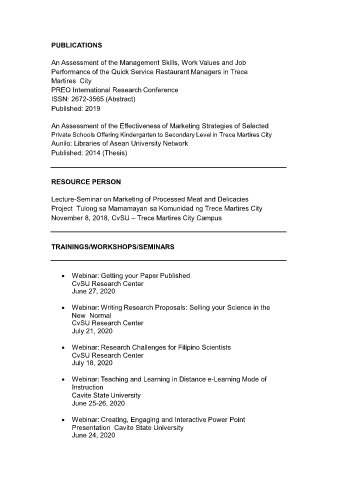 PUBLICATIONS
An Assessment of the Management Skills, Work Values and Job
Performance of the Quick Service Restaurant Managers in Trece
Martires City
PREO International Research Conference
ISSN: 2672-3565 (Abstract)
Published: 2019
An Assessment of the Effectiveness of Marketing Strategies of Selected
Private Schools Offering Kindergarten to Secondary Level in Trece Martires City
Aunilo: Libraries of Asean University Network
Published: 2014 (Thesis)
RESOURCE PERSON
Lecture-Seminar on Marketing of Processed Meat and Delicacies
Project Tulong sa Mamamayan sa Komunidad ng Trece Martires City
November 8, 2018, CvSU – Trece Martires City Campus
TRAININGS/WORKSHOPS/SEMINARS
• Webinar: Getting your Paper Published
CvSU Research Center
June 27, 2020
• Webinar: Writing Research Proposals: Selling your Science in the
New Normal
CvSU Research Center
July 21, 2020
• Webinar: Research Challenges for Filipino Scientists
CvSU Research Center
July 18, 2020
• Webinar: Teaching and Learning in Distance e-Learning Mode of
Instruction
Cavite State University
June 25-26, 2020
• Webinar: Creating, Engaging and Interactive Power Point
Presentation Cavite State University
June 24, 2020